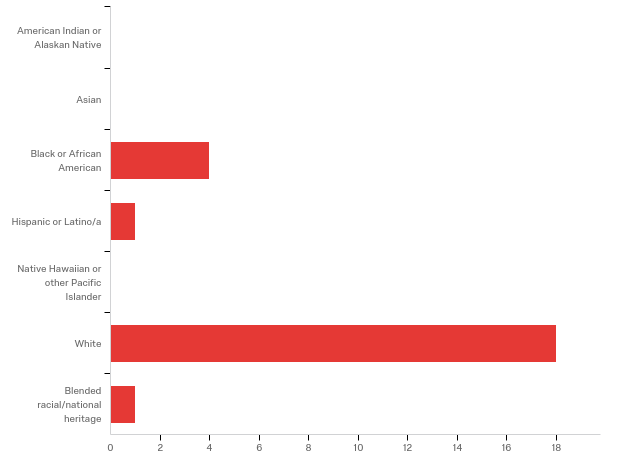 American Indian or
Alaskan Native
Asian
Black or African
American
Hispanic or Latino/a
Native Hawaiian or
other Pacific
Islander
White
Blended
racial/national
heritage
0 2 4 6 8 10 12 14 16 18